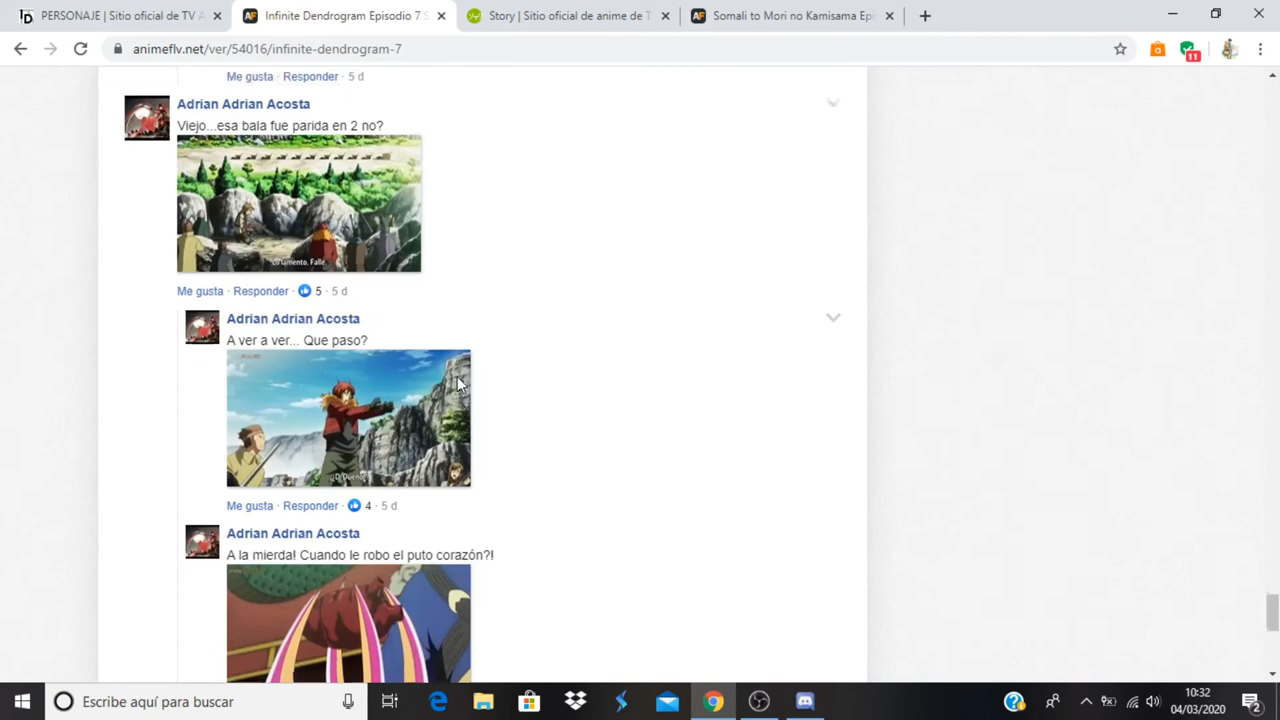 PERSONAJE | Sitio oficial de TV A
Infinite Dendrogram Episodio 7 S
Story | Sitio oficial de anime de T
Somali to Mori no Kamisama Epi
animeflv.net/ver/54016/infinite-dendrogram-7
11
Me gusta · Responder · 5 d
Adrian Adrian Acosta
Viejo...esa bala fue parida en 2 no?
Lo lamento. Fallé.
Me gusta · Responder · 5 · 5 d
Adrian Adrian Acosta
A ver a ver... Que paso?
¡D-Dueño!
Me gusta · Responder · 4 · 5 d
Adrian Adrian Acosta
A la mierda! Cuando le robo el puto corazón?!
Escribe aquí para buscar
10:32
04/03/2020
2